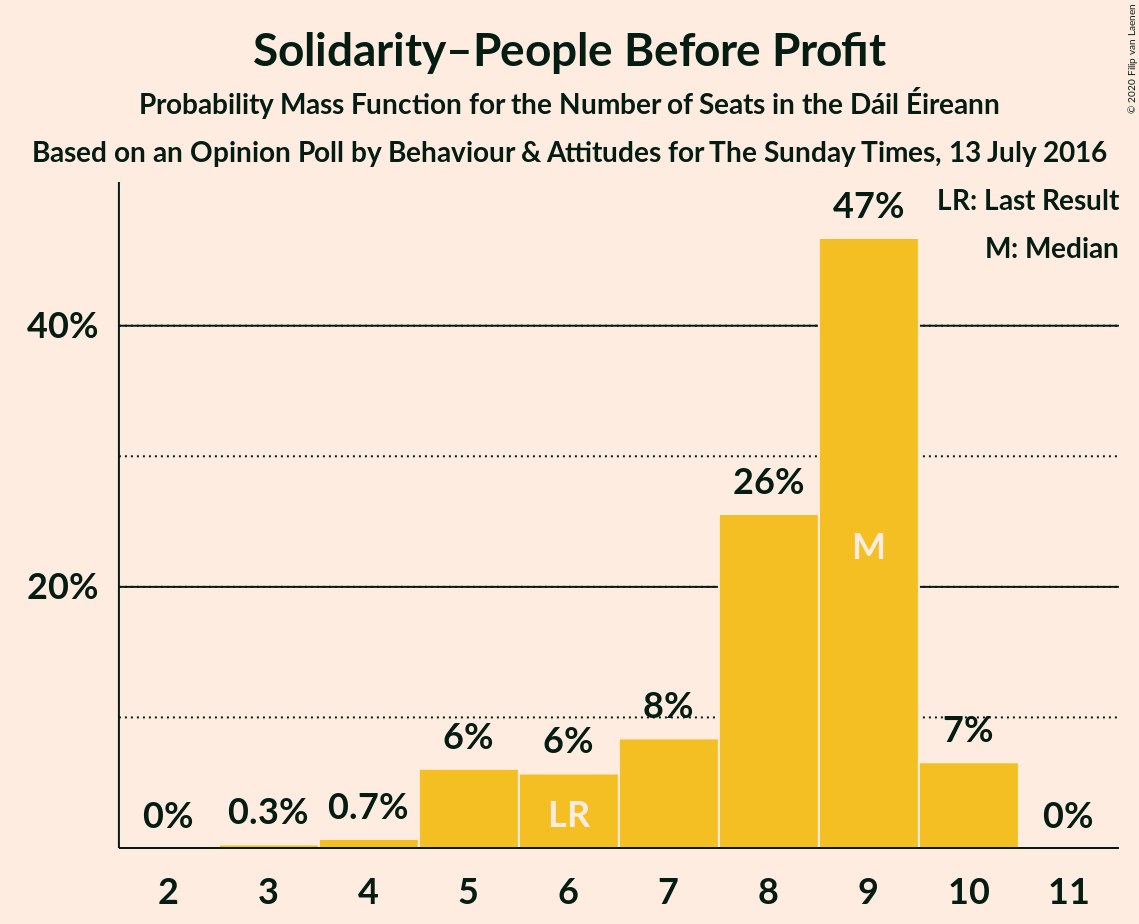 Solidarity–People Before Profit
Probability Mass Function for the Number of Seats in the Dáil Éireann
Based on an Opinion Poll by Behaviour & Attitudes for The Sunday Times, 13 July 2016
© 2020 Filip van Laenen
LR: Last Result
M: Median
47%
40%
26%
M
20%
8%
7%
6%
6%
0.7%
0.3%
0%
LR
0%
2 3 4 5 6 7 8 9 10 11